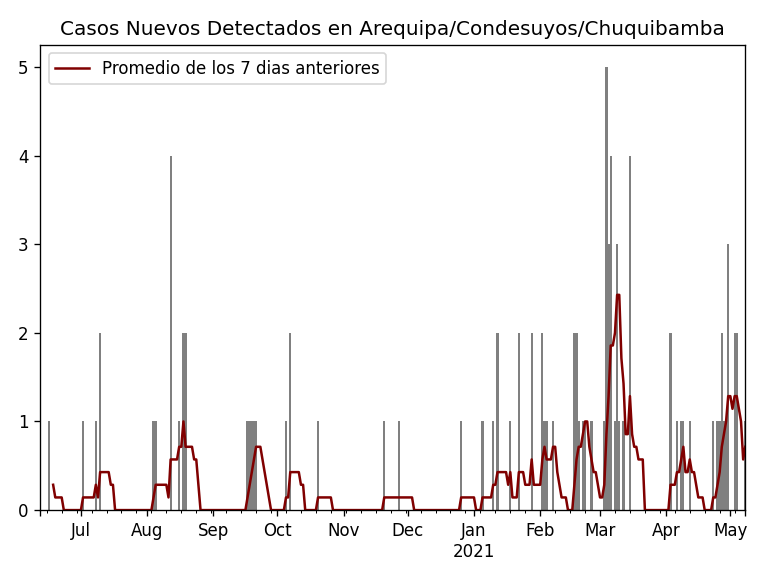 Casos Nuevos Detectados en Arequipa/Condesuyos/Chuquibamba
Promedio de los 7 dias anteriores
5
4
3
2
1
0
Jul Aug Sep Oct Nov Dec Jan Feb Mar Apr May
2021